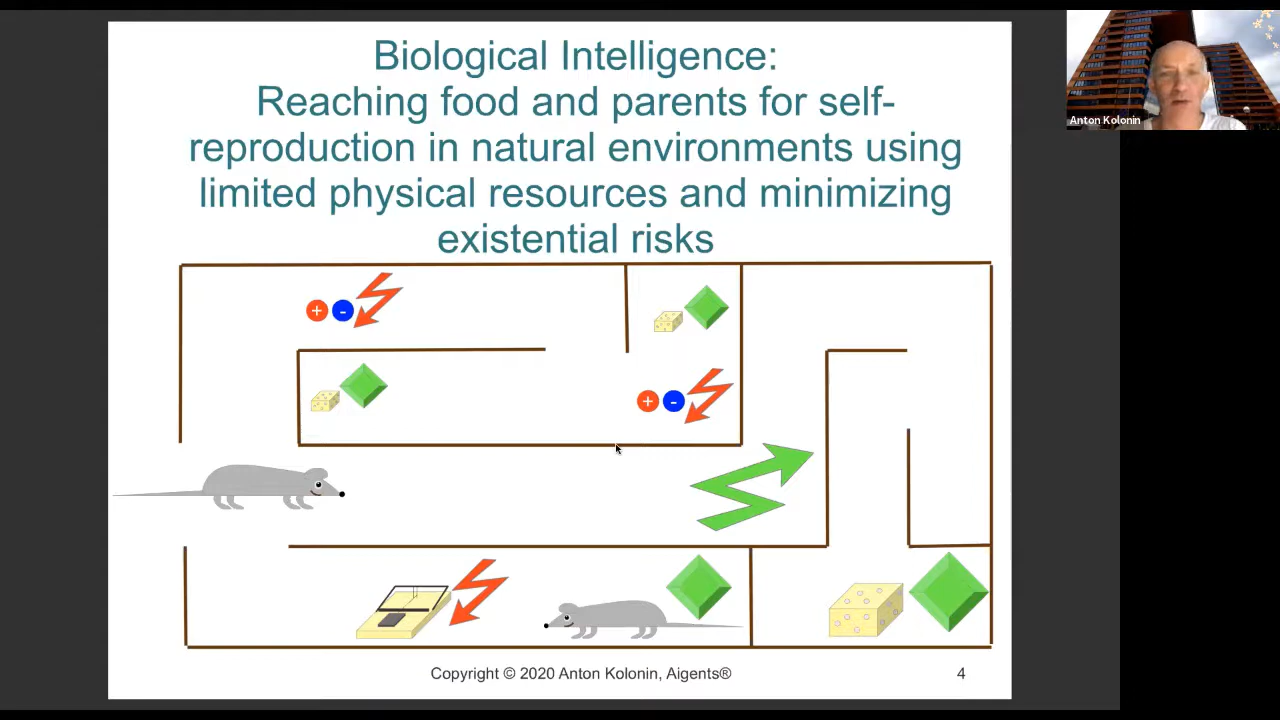 Biological Intelligence:
Reaching food and parents for self-
reproduction in natural environments using
limited physical resources and minimizing
existential risks
Anton Kolonin
+ -
+ -
Copyright © 2020 Anton Kolonin, Aigents®
4